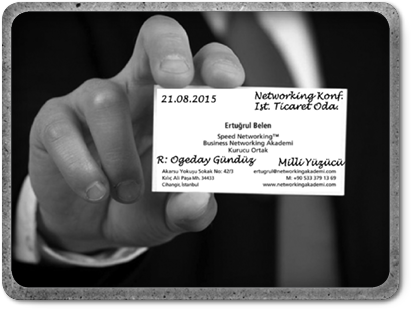 21.08.2015
Networking Konf.
Ist. Ticaret Oda.
Ertuğrul Belen
Speed Networking™
Business Networking Akademi
Kurucu Ortak
R: Ogeday Gündüz
Milli Yüzücü
Akarsu Yokuşu Sokak No: 42/3
Kılıç Ali Paşa Mh. 34433
Cihangir, İstanbul
ertugrul@networkingakademi.com
M: +90 533 379 13 69
www.networkingakademi.com